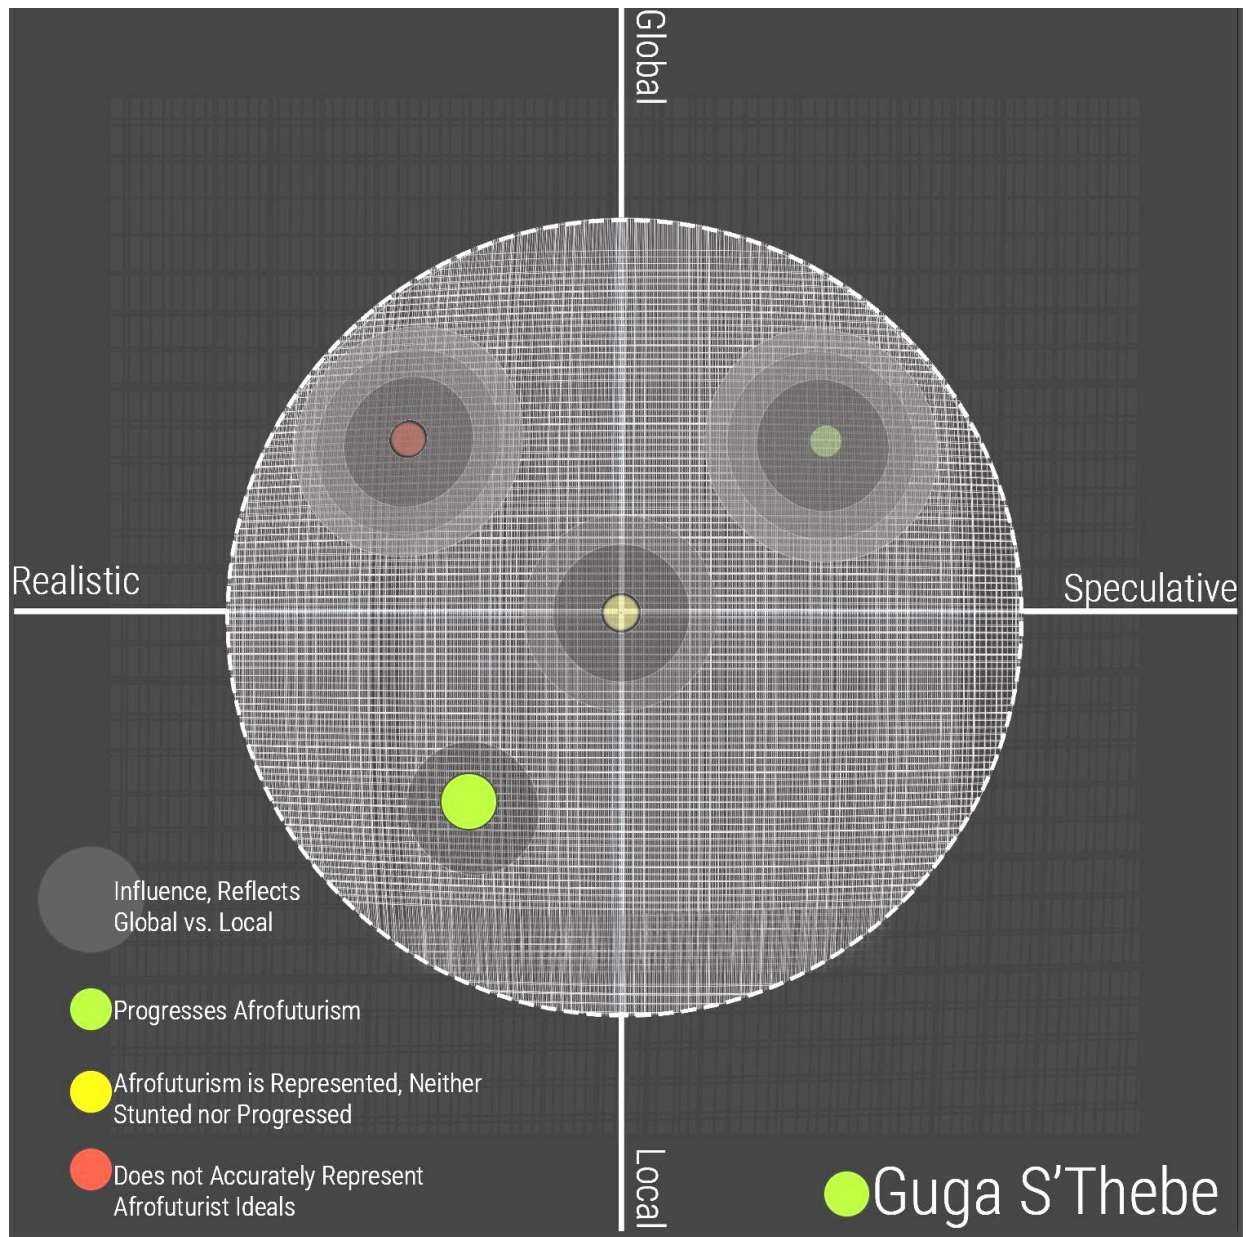 Global
Realistic
Speculative
Influence, Reflects
Global vs. Local
Progresses Afrofuturism
Afrofuturism is Represented, Neither
Stunted nor Progressed
Does not Accurately Represent
Afrofuturist Ideals
Local
Guga S'Thebe